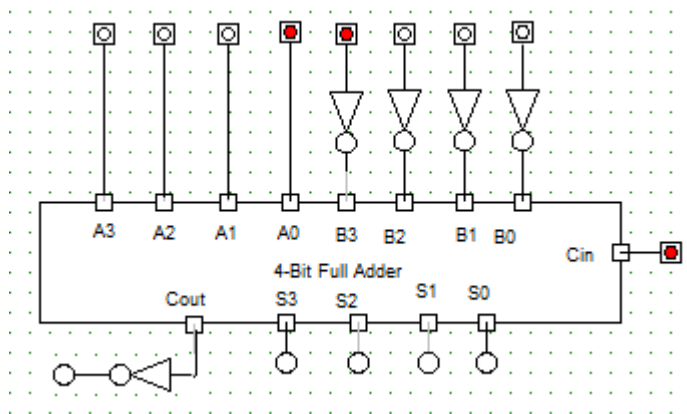 A3 A2 A1 A0 B3 B2 B1 B0
Cin
4-Bit Full Adder
Cout S3 S2 S1 S0